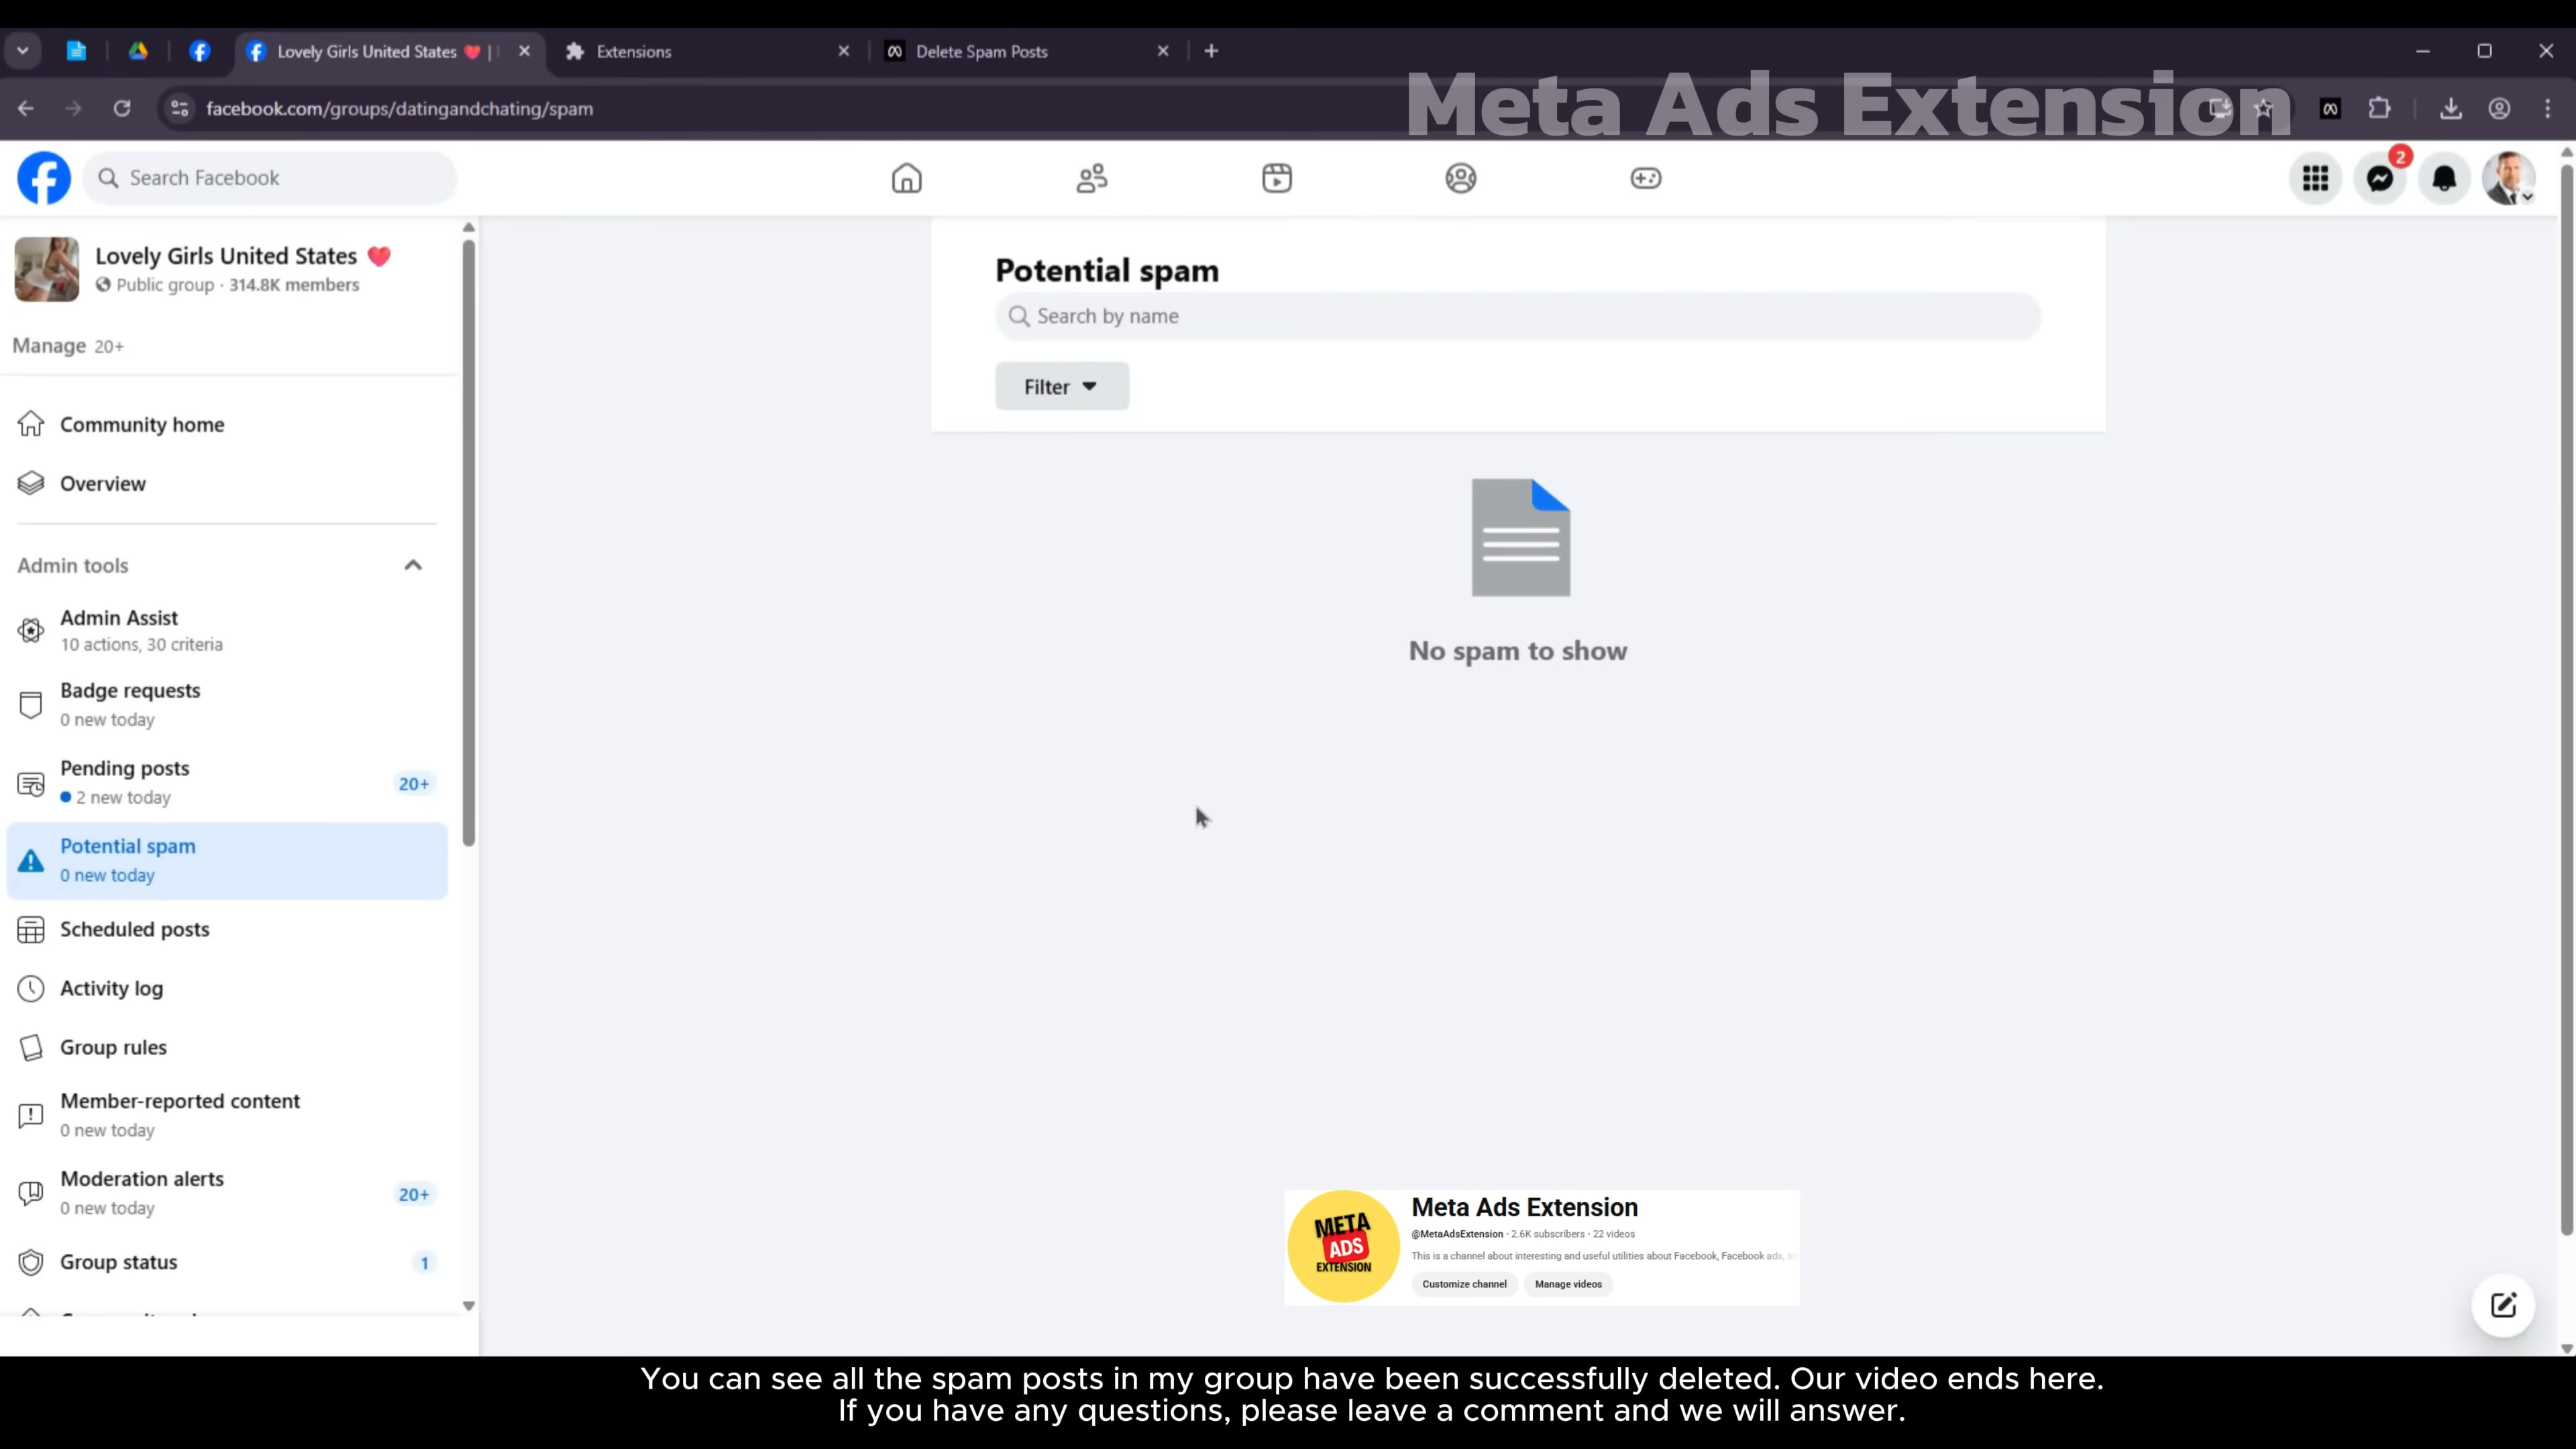 Lovely Girls United States ❤️ |
Extensions
Delete Spam Posts
facebook.com/groups/datingandchating/spam
Meta Ads Extension
Search Facebook
2
Lovely Girls United States ❤️
Public group · 314.8K members
Manage 20+
Community home
Overview
Admin tools
Admin Assist
10 actions, 30 criteria
Badge requests
0 new today
Pending posts
2 new today
20+
Potential spam
0 new today
Scheduled posts
Activity log
Group rules
Member-reported content
0 new today
Moderation alerts
0 new today
20+
Group status
1
Potential spam
Search by name
Filter
No spam to show
META
ADS
EXTENSION
Meta Ads Extension
@MetaAdsExtension · 2.6K subscribers · 22 videos
This is a channel about interesting and useful utilities about Facebook, Facebook ads,
Customize channel
Manage videos
You can see all the spam posts in my group have been successfully deleted. Our video ends here.
If you have any questions, please leave a comment and we will answer.